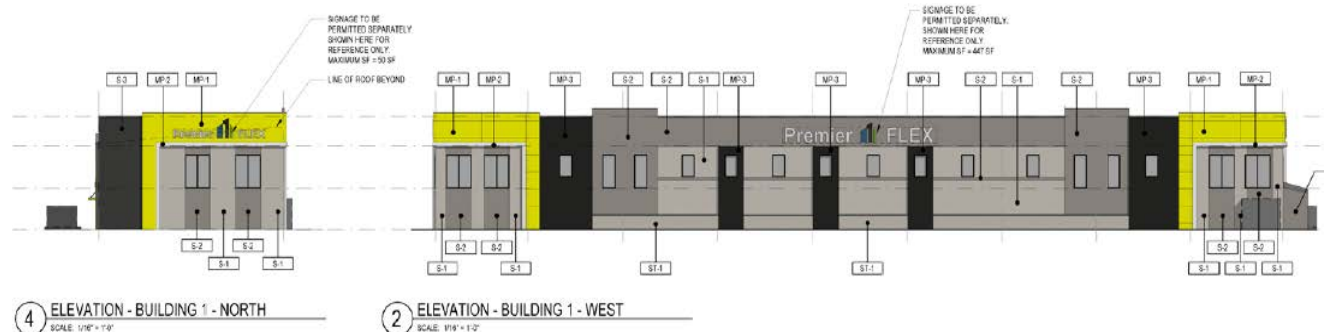 SIGNAGE TO BE
PERMITTED SEPARATELY.
SHOWN HERE FOR
REFERENCE ONLY.
MAXIMUM SF = 50 SF
LINE OF ROOF BEYOND
S-3 MP-2 MP-1
Premier FLEX
S-2 S-2
S-1 S-1
4 ELEVATION - BUILDING 1 - NORTH
SCALE: 1/16" = 1'-0"
SIGNAGE TO BE
PERMITTED SEPARATELY.
SHOWN HERE FOR
REFERENCE ONLY
MAXIMUM SF = 447 SF
MP-1 MP-2 MP-3 S-2 S-2 S-1 MP-3 MP-3 MP-3 S-2 S-1 S-2 MP-3 MP-1 MP-2
Premier FLEX
S-2 S-2 S-2 S-2
S-1 S-1 ST-1 ST-1 S-1 S-1 S-1
2 ELEVATION - BUILDING 1 - WEST
SCALE: 1/16" = 1'-0"